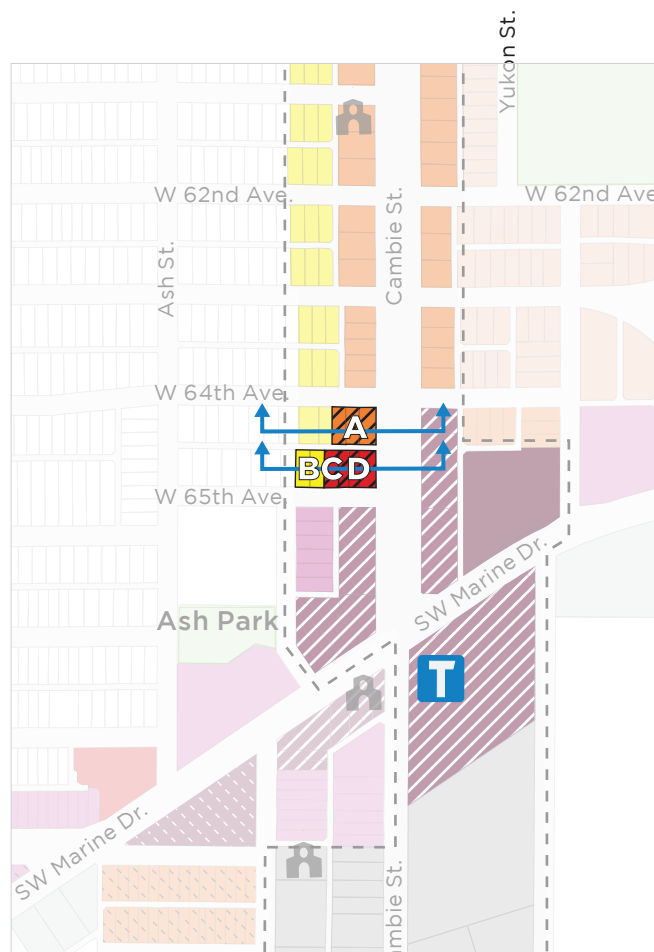 Yukon St.
W 62nd Ave.
W 62nd Ave
Cambie St.
Ash St.
W 64th Ave.
A
B C D
W 65th Ave.
SW Marine Dr.
Ash Park
T
SW Marine Dr.
mbie St.